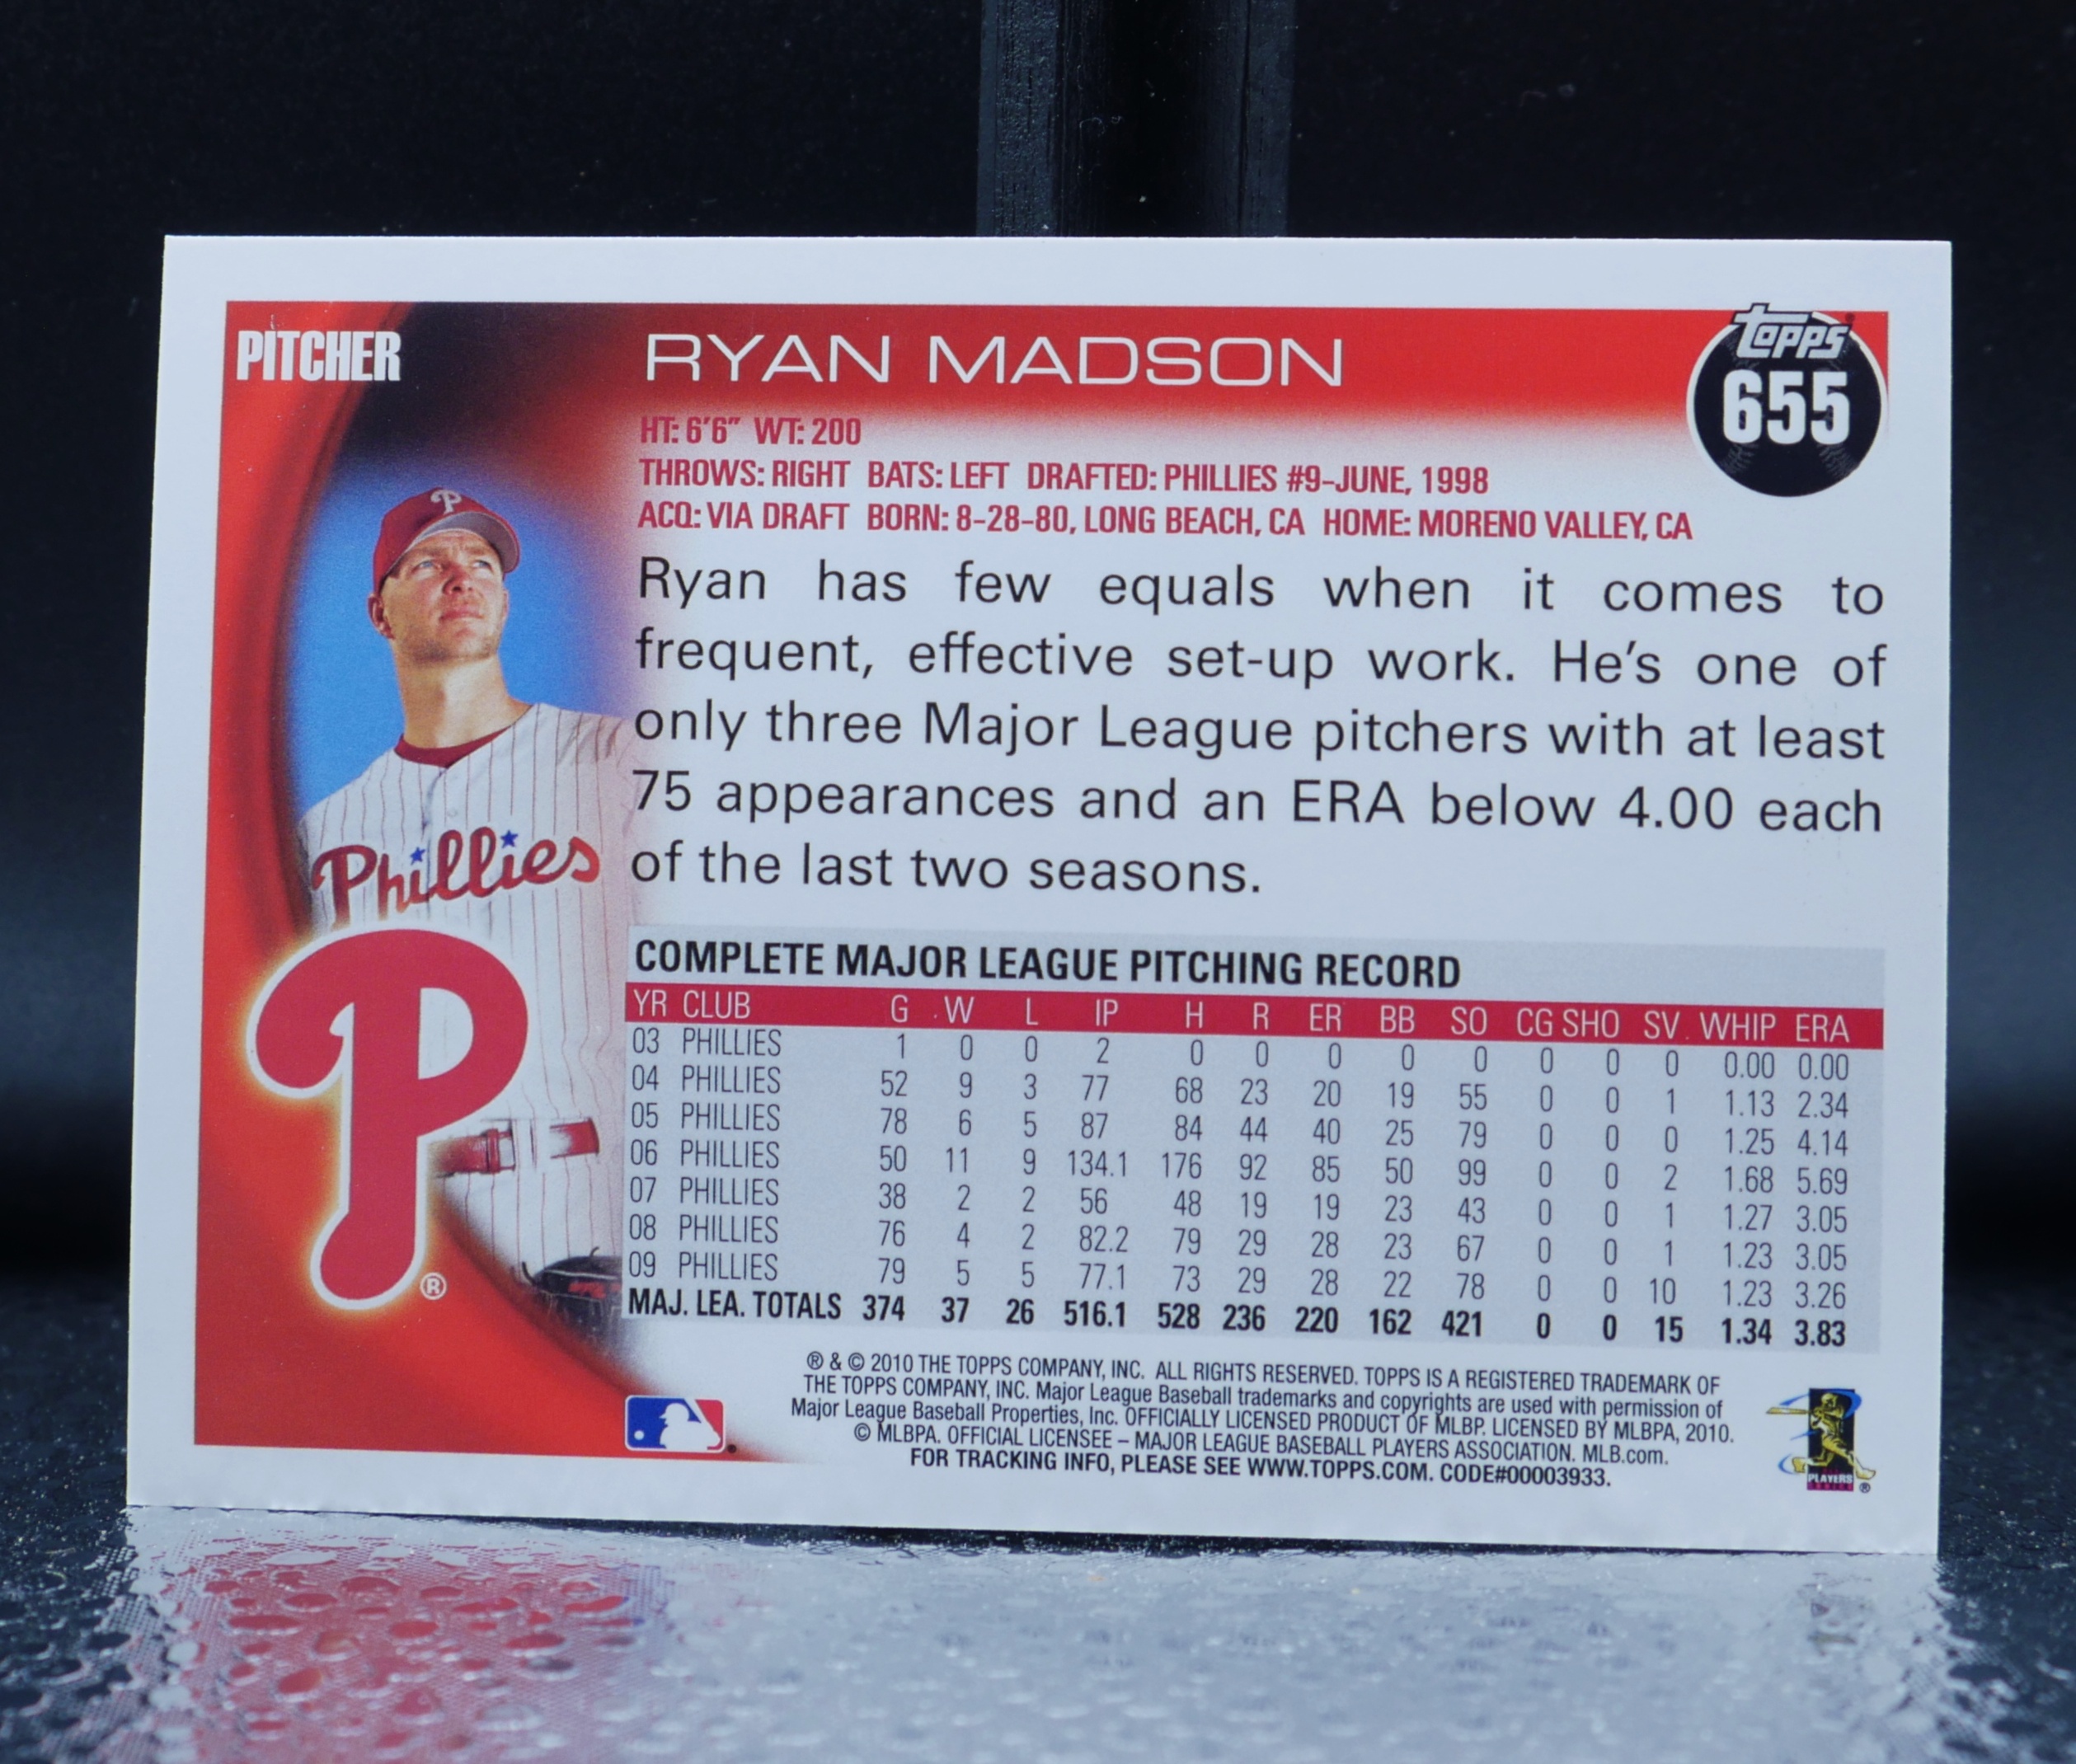 PITCHER
RYAN MADSON
TOPPS
655
HT: 6'6" WT: 200
THROWS: RIGHT BATS: LEFT DRAFTED: PHILLIES #9-JUNE, 1998
ACQ: VIA DRAFT BORN: 8-28-80, LONG BEACH, CA HOME: MORENO VALLEY, CA
Ryan has few equals when it comes to
frequent, effective set-up work. He's one of
only three Major League pitchers with at least
75 appearances and an ERA below 4.00 each
of the last two seasons.
P
Phillies
P
®
COMPLETE MAJOR LEAGUE PITCHING RECORD
YR CLUB G W L IP H R ER BB SO CG SHO SV WHIP ERA
03 PHILLIES 1 0 0 2 0 0 0 0 0 0 0 0 0.00 0.00
04 PHILLIES 52 9 3 77 68 23 20 19 55 0 0 1 1.13 2.34
05 PHILLIES 78 6 5 87 84 44 40 25 79 0 0 0 1.25 4.14
06 PHILLIES 50 11 9 134.1 176 92 85 50 99 0 0 2 1.68 5.69
07 PHILLIES 38 2 2 56 48 19 19 23 43 0 0 1 1.27 3.05
08 PHILLIES 76 4 2 82.2 79 29 28 23 67 0 0 1 1.23 3.05
09 PHILLIES 79 5 5 77.1 73 29 28 22 78 0 0 10 1.23 3.26
MAJ. LEA. TOTALS 374 37 26 516.1 528 236 220 162 421 0 0 15 1.34 3.83
® & © 2010 THE TOPPS COMPANY, INC. ALL RIGHTS RESERVED. TOPPS IS A REGISTERED TRADEMARK OF
THE TOPPS COMPANY, INC. Major League Baseball trademarks and copyrights are used with permission of
Major League Baseball Properties, Inc. OFFICIALLY LICENSED PRODUCT OF MLBP. LICENSED BY MLBPA, 2010.
© MLBPA. OFFICIAL LICENSEE – MAJOR LEAGUE BASEBALL PLAYERS ASSOCIATION. MLB.com.
FOR TRACKING INFO, PLEASE SEE WWW.TOPPS.COM. CODE#00003933.
PLAYERS
®